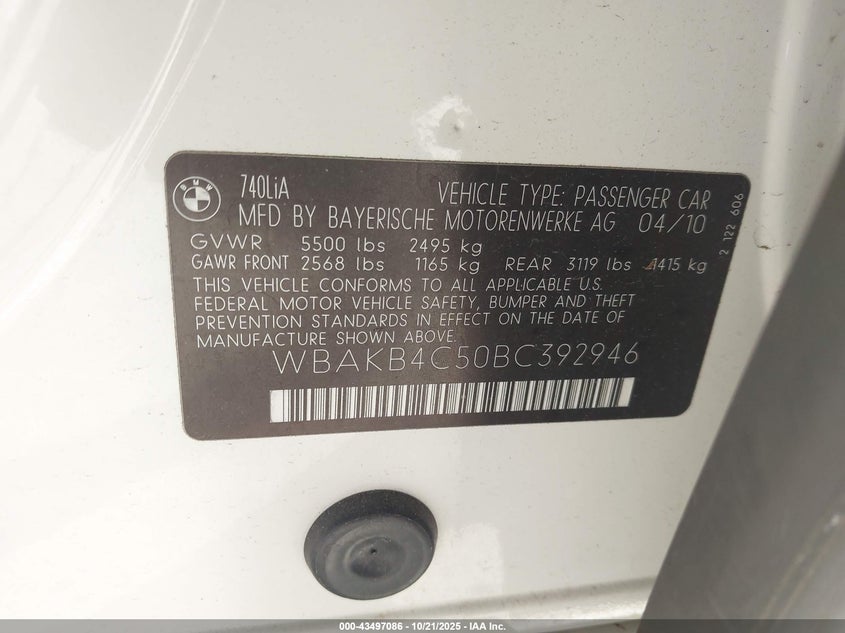 BMW
740LiA
VEHICLE TYPE: PASSENGER CAR
MFD BY BAYERISCHE MOTORENWERKE AG 04/10
GVWR 5500 lbs 2495 kg
GAWR FRONT 2568 lbs 1165 kg REAR 3119 lbs 1415 kg
THIS VEHICLE CONFORMS TO ALL APPLICABLE U.S.
FEDERAL MOTOR VEHICLE SAFETY, BUMPER AND THEFT
PREVENTION STANDARDS IN EFFECT ON THE DATE OF
MANUFACTURE SHOWN ABOVE.
WBAKB4C50BC392946
2 122 606
000-43497086 - 10/21/2025 - IAA Inc.